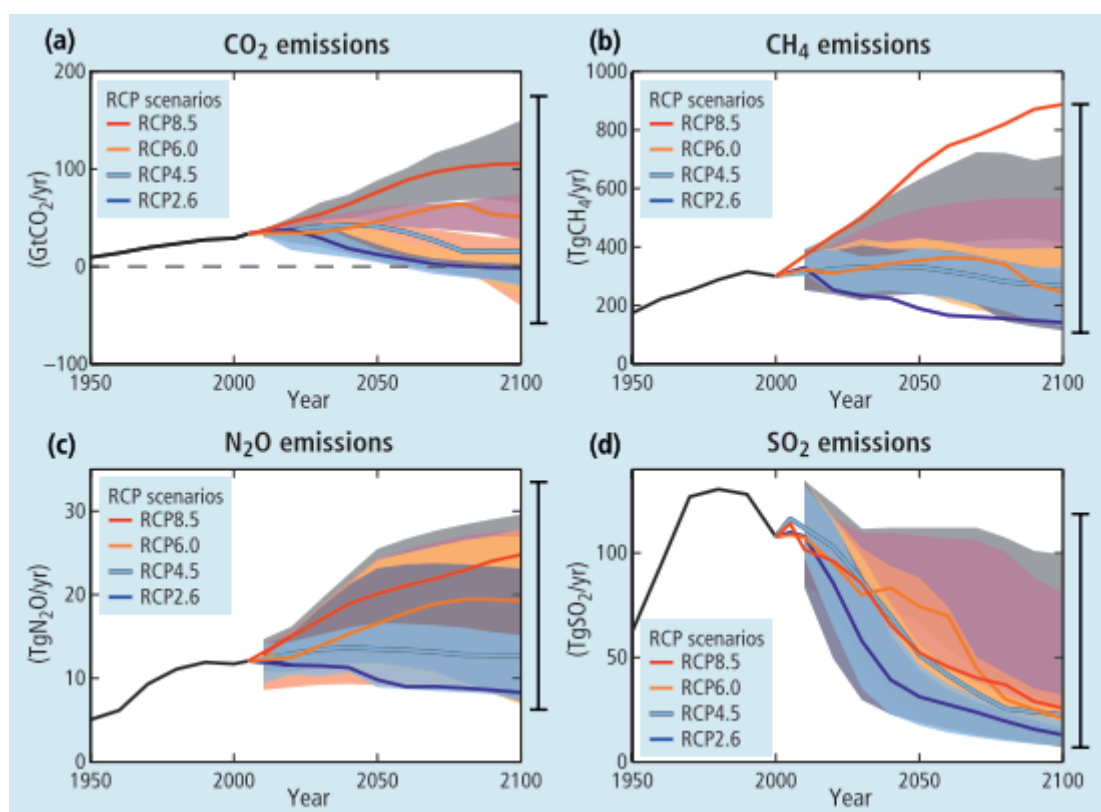 (a) CO₂ emissions
200
100
0
−100
(GtCO₂/yr)
RCP scenarios
RCP8.5
RCP6.0
RCP4.5
RCP2.6
1950 2000 2050 2100
Year
(b) CH₄ emissions
1000
800
600
400
200
0
(TgCH₄/yr)
RCP scenarios
RCP8.5
RCP6.0
RCP4.5
RCP2.6
1950 2000 2050 2100
Year
(c) N₂O emissions
30
20
10
0
(TgN₂O/yr)
RCP scenarios
RCP8.5
RCP6.0
RCP4.5
RCP2.6
1950 2000 2050 2100
Year
(d) SO₂ emissions
100
50
0
(TgSO₂/yr)
RCP scenarios
RCP8.5
RCP6.0
RCP4.5
RCP2.6
1950 2000 2050 2100
Year